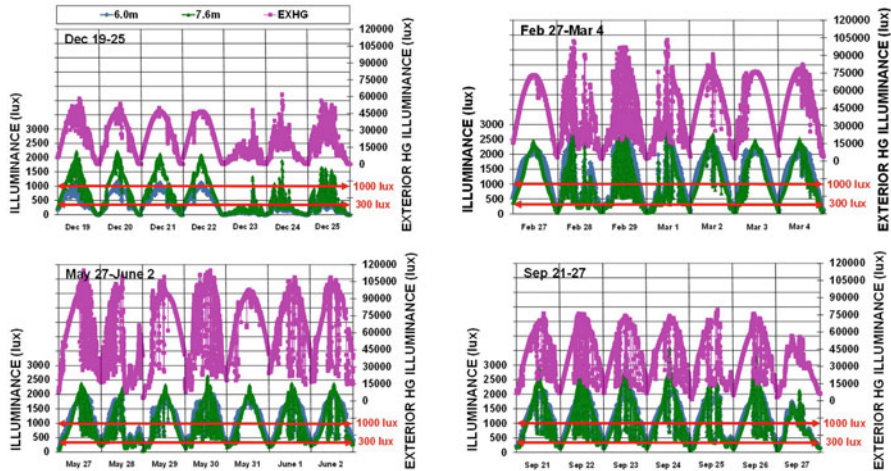 6.0m 7.6m EXHG
Dec 19-25
ILLUMINANCE (lux)
3000
2500
2000
1500
1000
500
0
120000
105000
90000
75000
60000
45000
30000
15000
0
EXTERIOR HG ILLUMINANCE (lux)
1000 lux
300 lux
Dec 19 Dec 20 Dec 21 Dec 22 Dec 23 Dec 24 Dec 25
Feb 27-Mar 4
ILLUMINANCE (lux)
3000
2500
2000
1500
1000
500
0
120000
105000
90000
75000
60000
45000
30000
15000
0
EXTERIOR HG ILLUMINANCE (lux)
1000 lux
300 lux
Feb 27 Feb 28 Feb 29 Mar 1 Mar 2 Mar 3 Mar 4
May 27-June 2
ILLUMINANCE (lux)
3000
2500
2000
1500
1000
500
0
120000
105000
90000
75000
60000
45000
30000
15000
0
EXTERIOR HG ILLUMINANCE (lux)
1000 lux
300 lux
May 27 May 28 May 29 May 30 May 31 June 1 June 2
Sep 21-27
ILLUMINANCE (lux)
3000
2500
2000
1500
1000
500
0
120000
105000
90000
75000
60000
45000
30000
15000
0
EXTERIOR HG ILLUMINANCE (lux)
1000 lux
300 lux
Sep 21 Sep 22 Sep 23 Sep 24 Sep 25 Sep 26 Sep 27